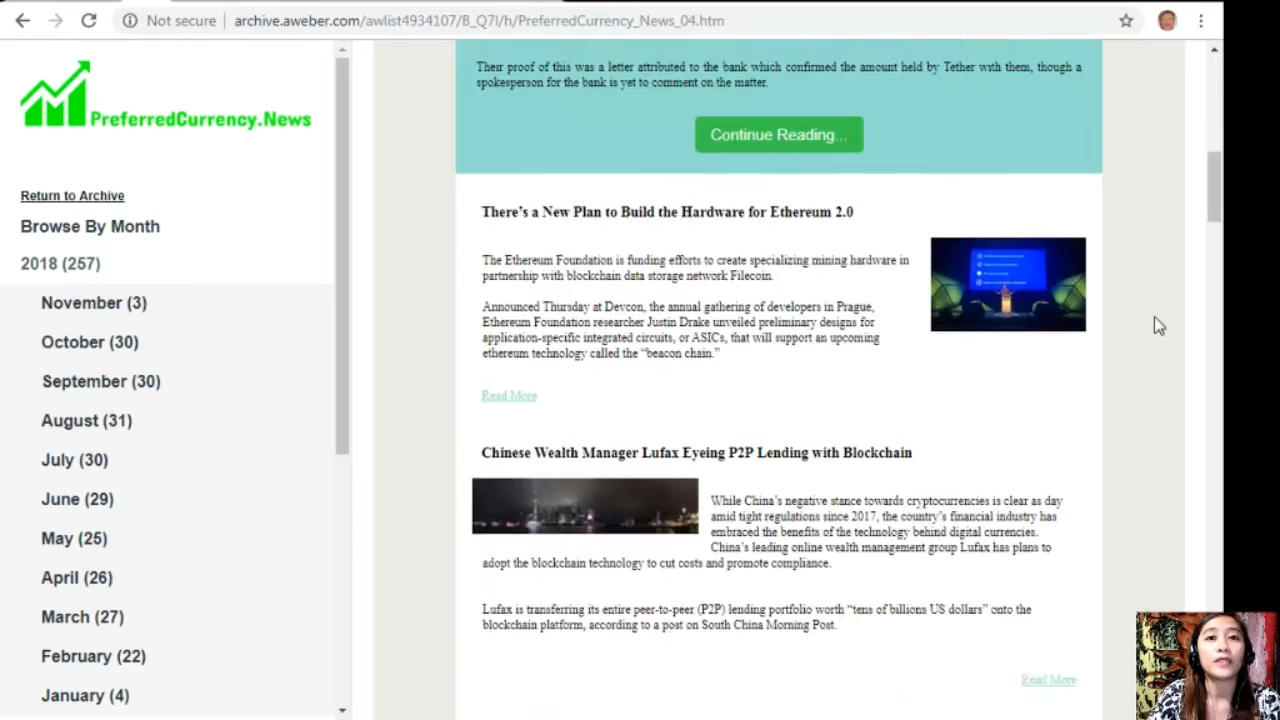 Not secure | archive.aweber.com/awlist4934107/B_Q7l/h/PreferredCurrency_News_04.htm
PreferredCurrency.News
Return to Archive
Browse By Month
2018 (257)
November (3)
October (30)
September (30)
August (31)
July (30)
June (29)
May (25)
April (26)
March (27)
February (22)
January (4)
Their proof of this was a letter attributed to the bank which confirmed the amount held by Tether with them, though a
spokesperson for the bank is yet to comment on the matter.
Continue Reading...
There's a New Plan to Build the Hardware for Ethereum 2.0
The Ethereum Foundation is funding efforts to create specializing mining hardware in
partnership with blockchain data storage network Filecoin.
Announced Thursday at Devcon, the annual gathering of developers in Prague,
Ethereum Foundation researcher Justin Drake unveiled preliminary designs for
application-specific integrated circuits, or ASICs, that will support an upcoming
ethereum technology called the “beacon chain.”
Read More
Chinese Wealth Manager Lufax Eyeing P2P Lending with Blockchain
While China's negative stance towards cryptocurrencies is clear as day
amid tight regulations since 2017, the country's financial industry has
embraced the benefits of the technology behind digital currencies.
China's leading online wealth management group Lufax has plans to
adopt the blockchain technology to cut costs and promote compliance.
Lufax is transferring its entire peer-to-peer (P2P) lending portfolio worth “tens of billions US dollars” onto the
blockchain platform, according to a post on South China Morning Post.
Read More